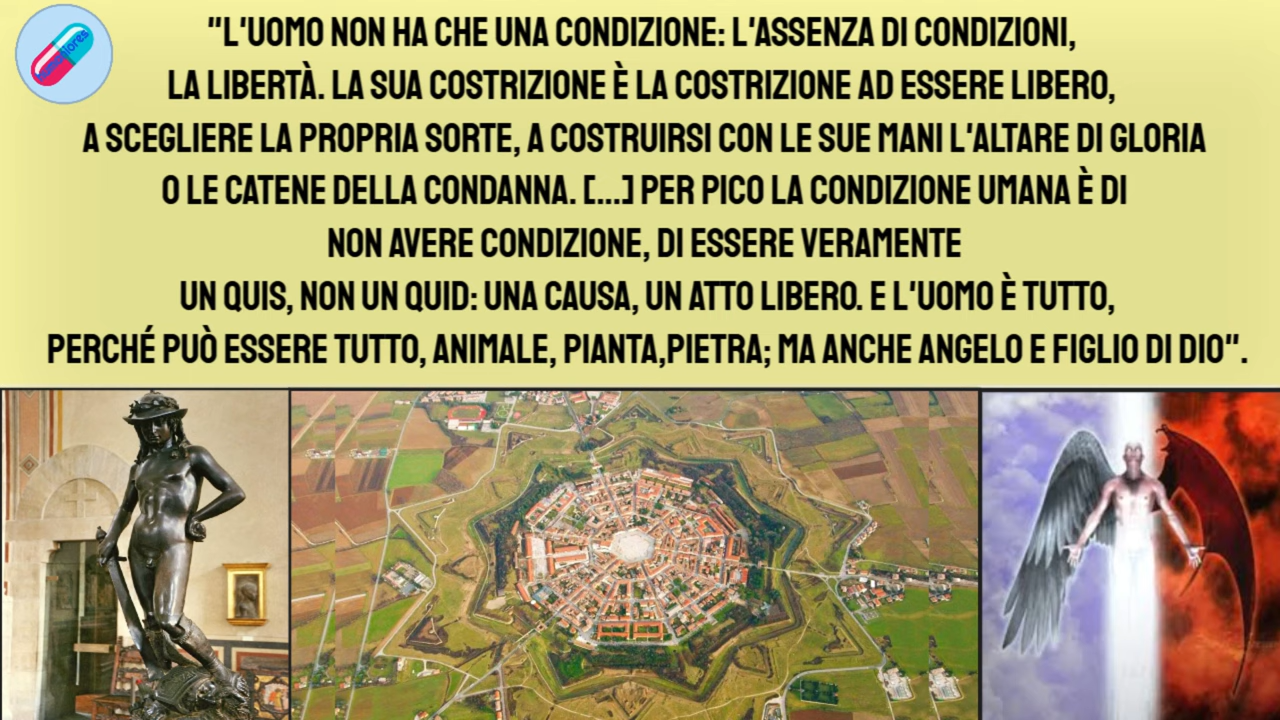 "L'UOMO NON HA CHE UNA CONDIZIONE: L'ASSENZA DI CONDIZIONI,
LA LIBERTÀ. LA SUA COSTRIZIONE È LA COSTRIZIONE AD ESSERE LIBERO,
A SCEGLIERE LA PROPRIA SORTE, A COSTRUIRSI CON LE SUE MANI L'ALTARE DI GLORIA
O LE CATENE DELLA CONDANNA. [...] PER PICO LA CONDIZIONE UMANA È DI
NON AVERE CONDIZIONE, DI ESSERE VERAMENTE
UN QUIS, NON UN QUID: UNA CAUSA, UN ATTO LIBERO. E L'UOMO È TUTTO,
PERCHÉ PUÒ ESSERE TUTTO, ANIMALE, PIANTA,PIETRA; MA ANCHE ANGELO E FIGLIO DI DIO".